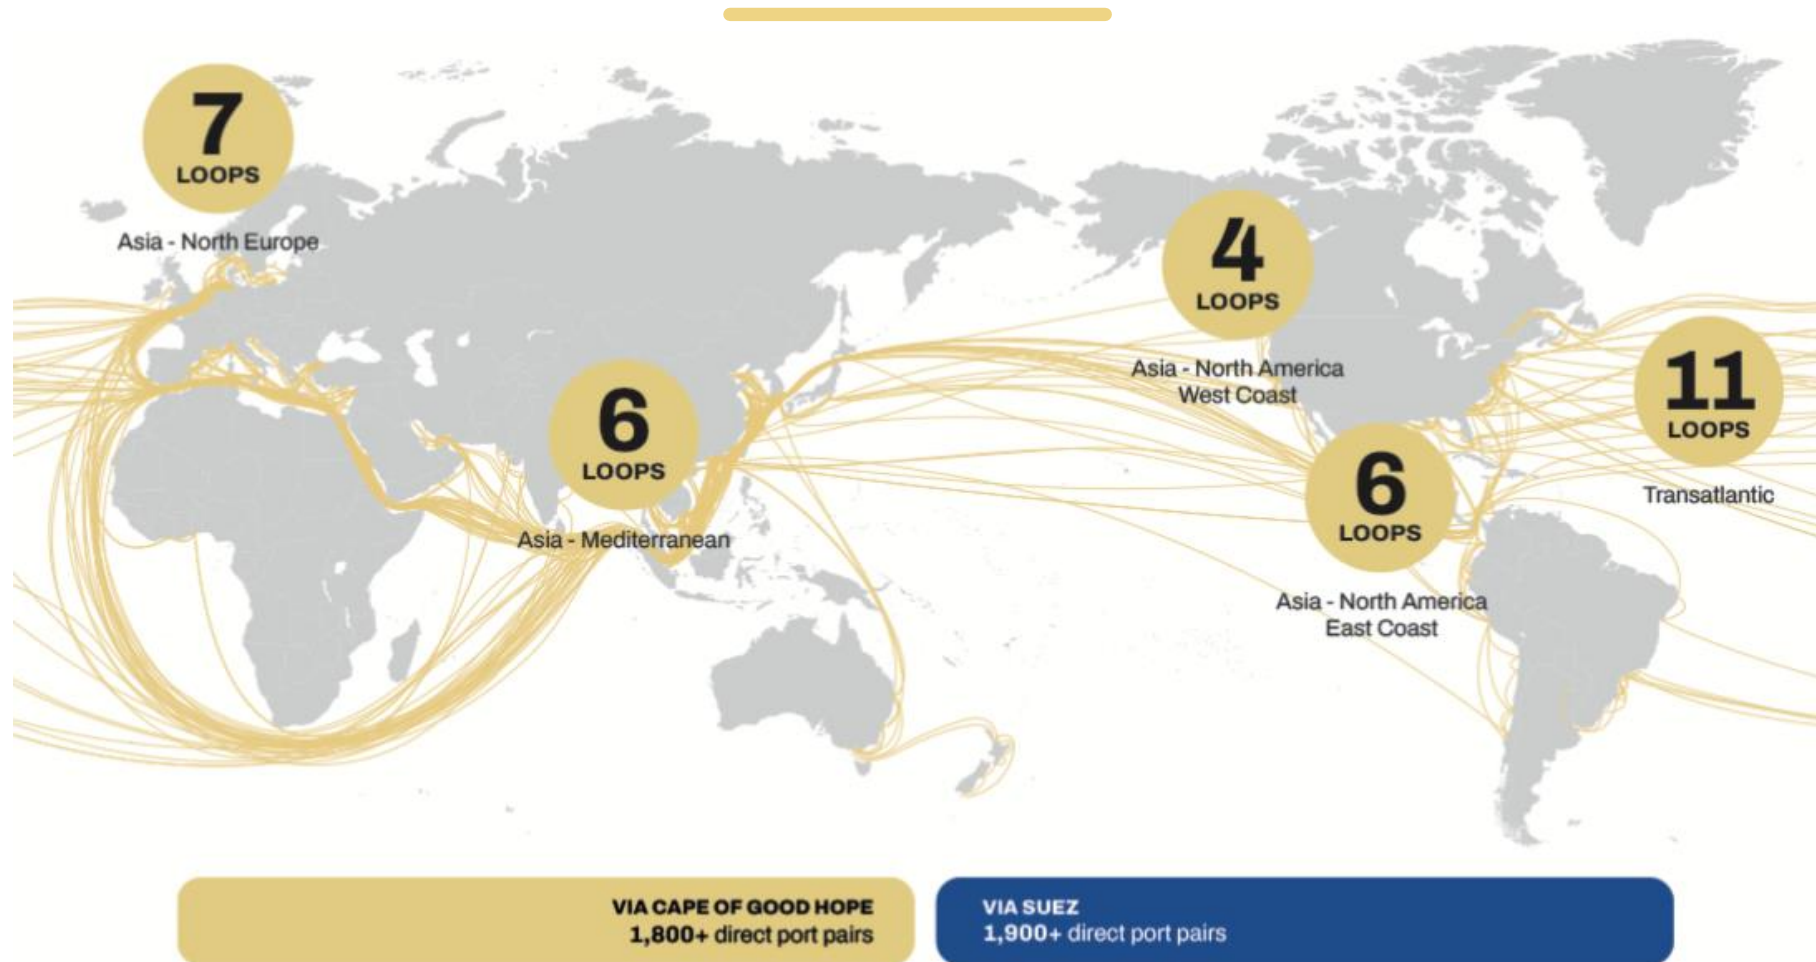 7
LOOPS
Asia - North Europe
4
LOOPS
Asia - North America
West Coast
6
LOOPS
Asia - Mediterranean
11
LOOPS
Transatlantic
6
LOOPS
Asia - North America
East Coast
VIA CAPE OF GOOD HOPE
1,800+ direct port pairs
VIA SUEZ
1,900+ direct port pairs